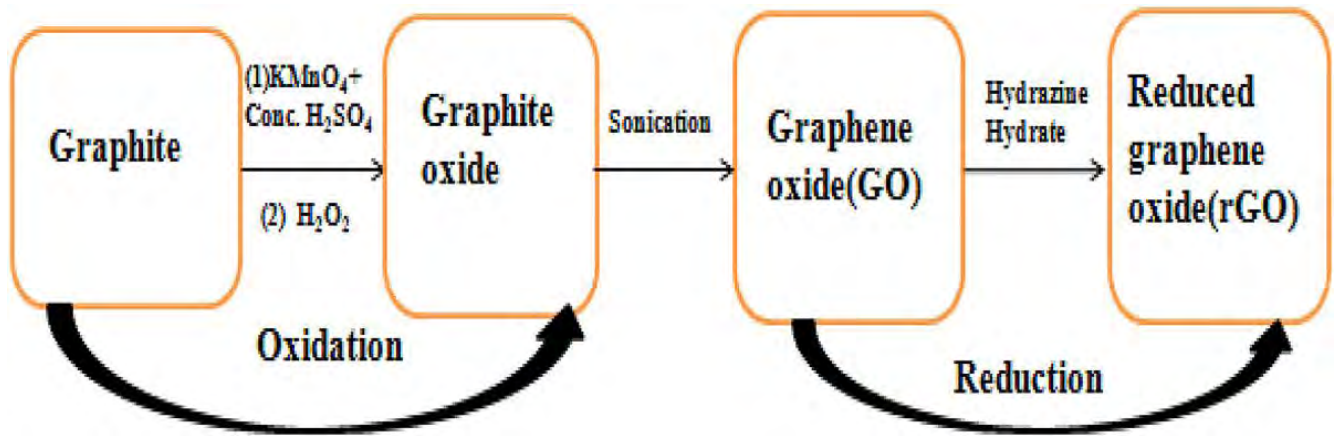 Graphite
(1)KMnO₄+
Conc. H₂SO₄
(2) H₂O₂
Graphite
oxide
Sonication
Graphene
oxide(GO)
Hydrazine
Hydrate
Reduced
graphene
oxide(rGO)
Oxidation
Reduction